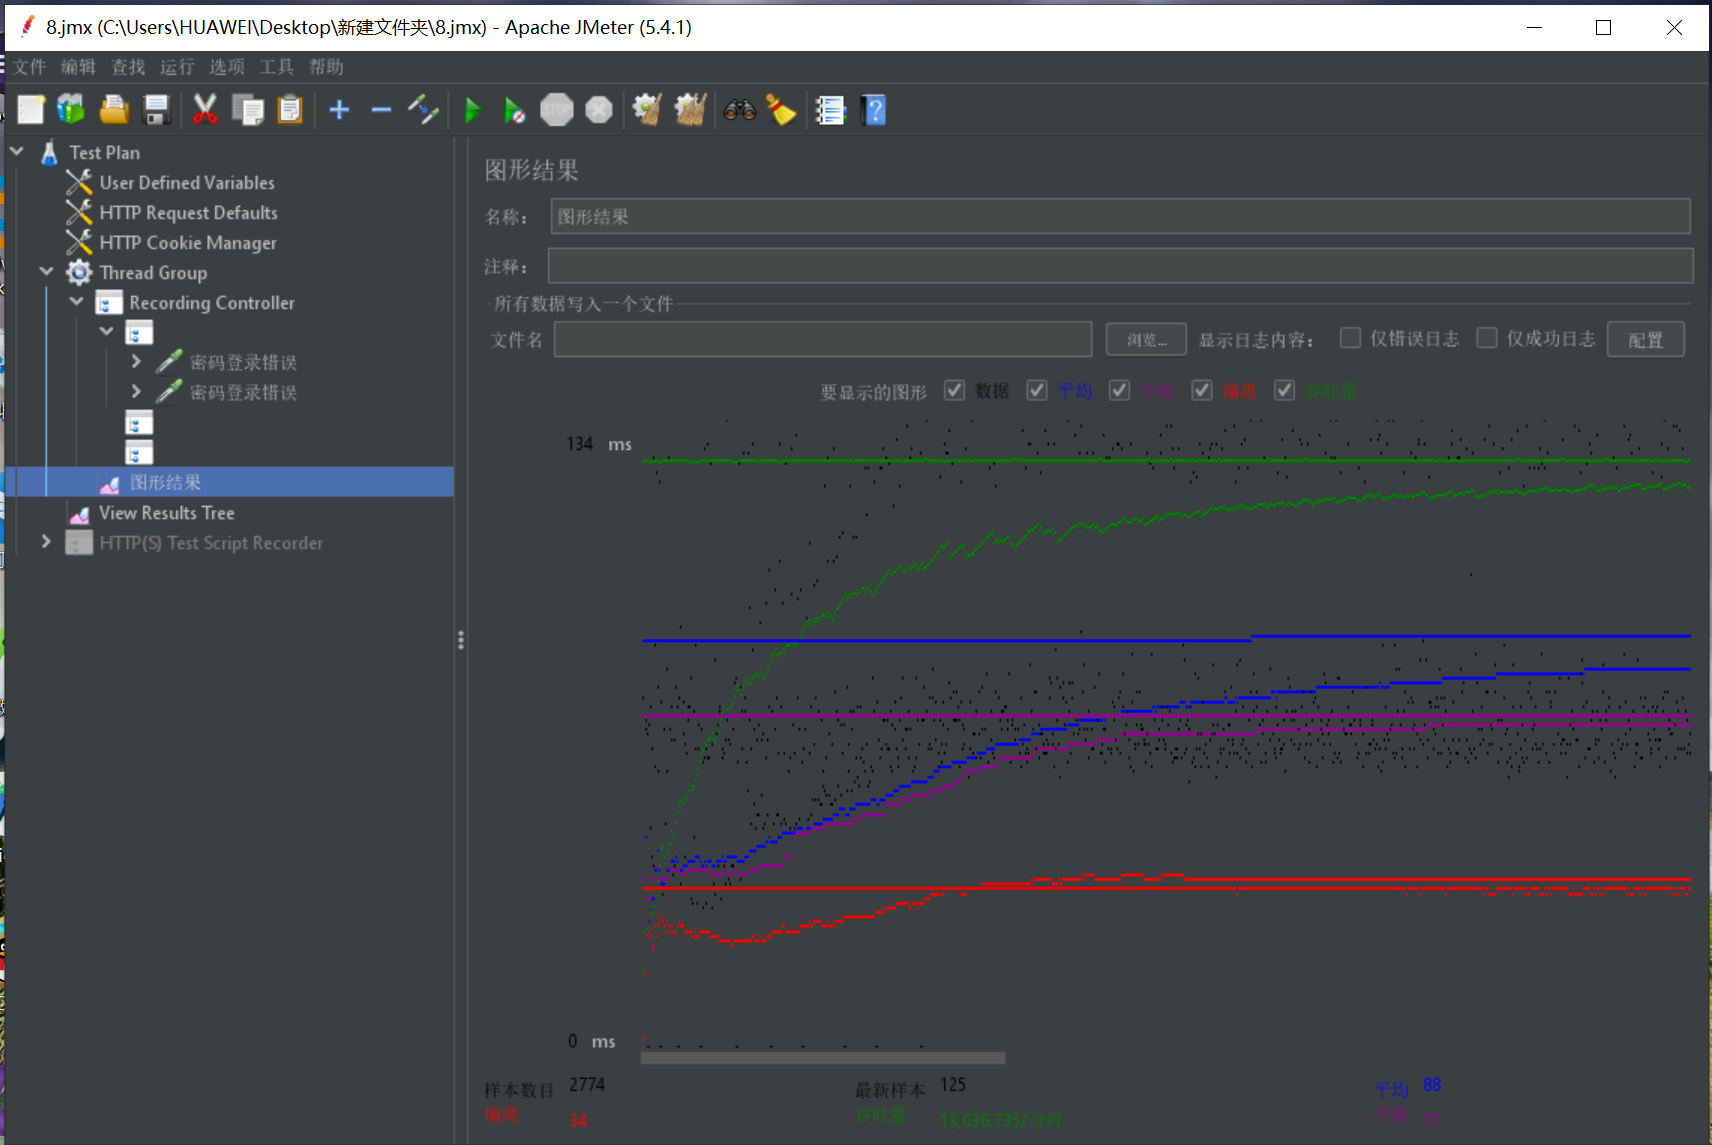 8.jmx (C:\Users\HUAWEI\Desktop\新建文件夹\8.jmx) - Apache JMeter (5.4.1)
文件 编辑 查找 运行 选项 工具 帮助
STOP
Test Plan
User Defined Variables
HTTP Request Defaults
HTTP Cookie Manager
Thread Group
Recording Controller
密码登录错误
密码登录错误
图形结果
View Results Tree
HTTP(S) Test Script Recorder
图形结果
名称： 图形结果
注释：
所有数据写入一个文件
文件名 浏览... 显示日志内容： 仅错误日志 仅成功日志 配置
要显示的图形 数据 平均 中值 偏离 吞吐量
134 ms
0 ms
样本数目 2774 最新样本 125 平均 88
偏离 34 吞吐量 13,036.735/分钟 中值 71